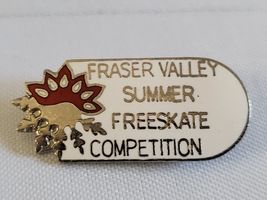 FRASER VALLEY
SUMMER
FREESKATE
COMPETITION